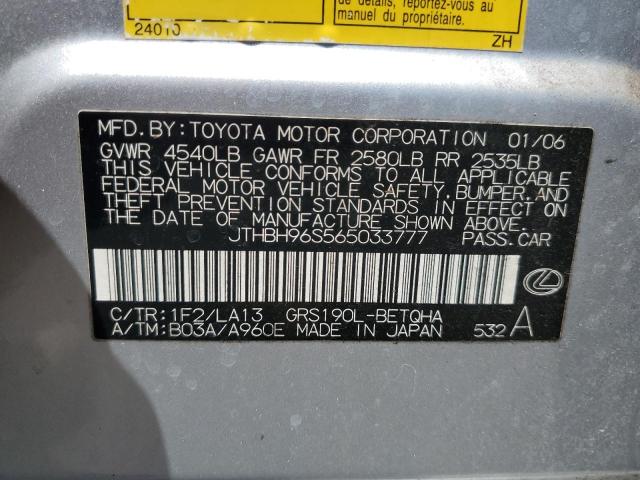 de détails, reportez-vous au
manuel du propriétaire.
24010 ZH
MFD.BY:TOYOTA MOTOR CORPORATION 01/06
GVWR 4540LB GAWR FR 2580LB RR 2535LB
THIS VEHICLE CONFORMS TO ALL APPLICABLE
FEDERAL MOTOR VEHICLE SAFETY,BUMPER,AND
THEFT PREVENTION STANDARDS IN EFFECT ON
THE DATE OF MANUFACTURE SHOWN ABOVE.
JTHBH96S565033777 PASS.CAR
C/TR:1F2/LA13 GRS190L-BETQHA
A/TM:B03A/A960E MADE IN JAPAN 532A